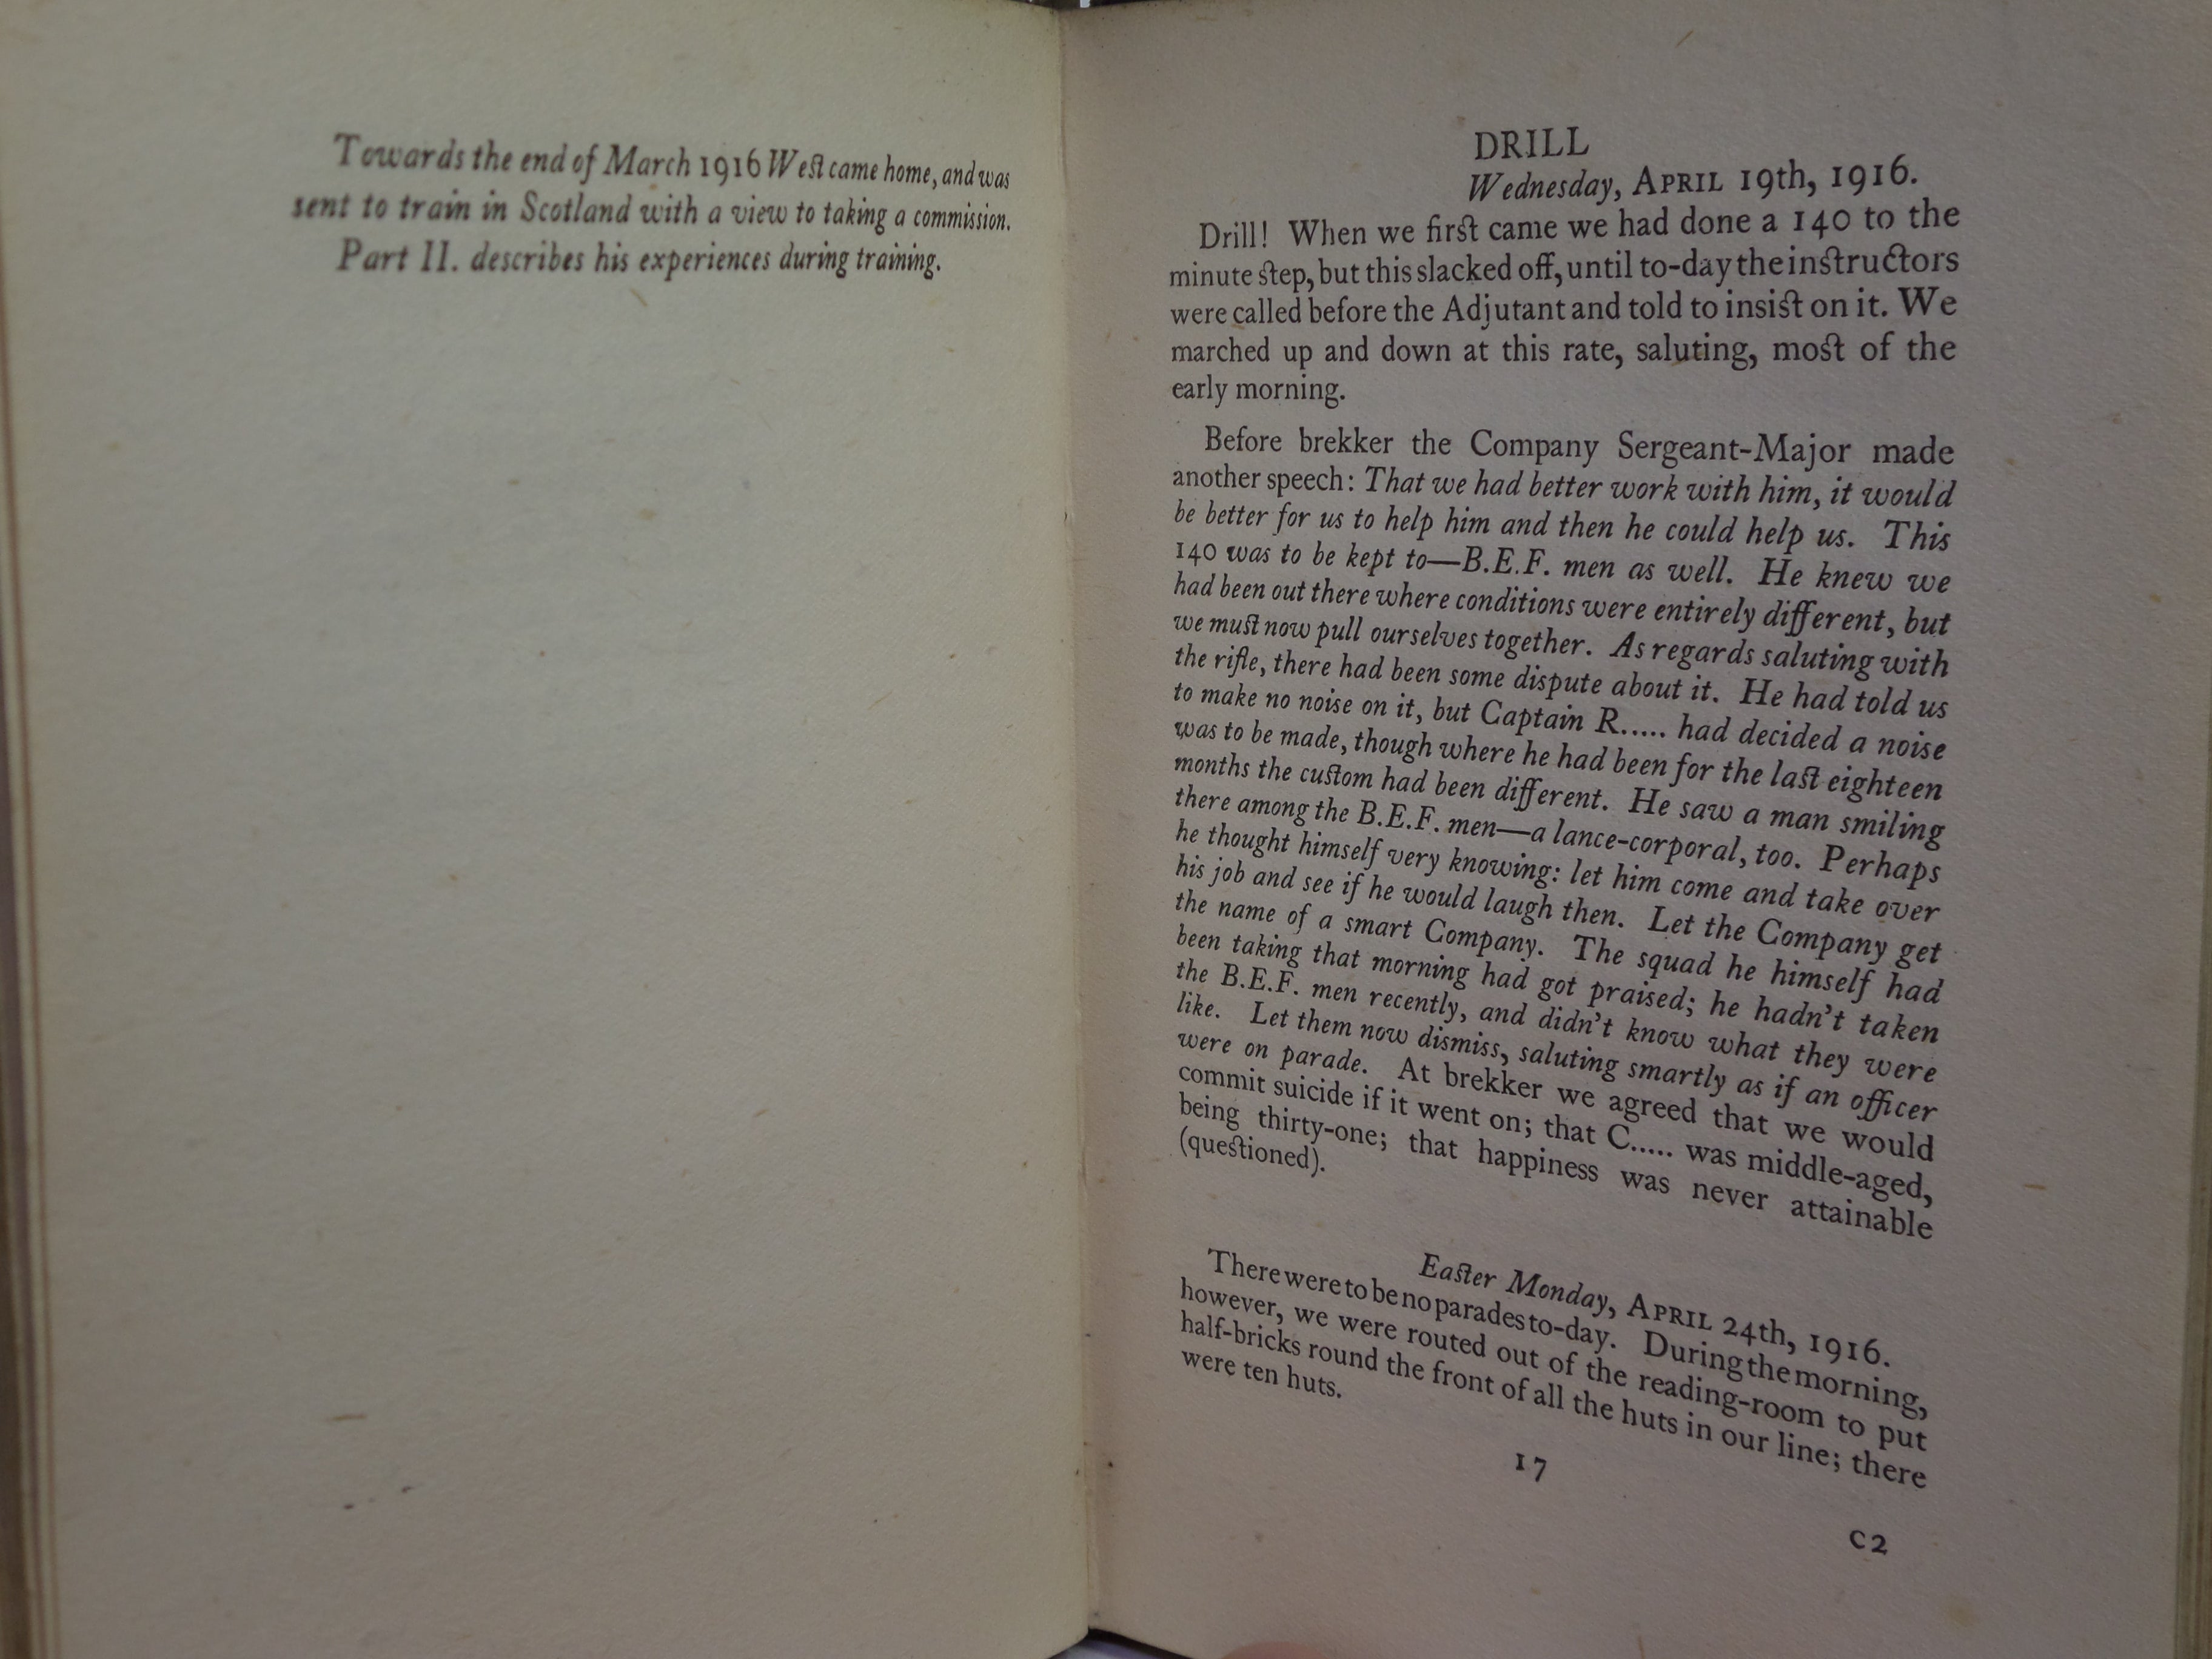 Towards the end of March 1916 West came home, and was
sent to train in Scotland with a view to taking a commission.
Part II. describes his experiences during training.
DRILL
Wednesday, APRIL 19th, 1916.
Drill! When we first came we had done a 140 to the
minute step, but this slacked off, until to-day the instructors
were called before the Adjutant and told to insist on it. We
marched up and down at this rate, saluting, most of the
early morning.
Before brekker the Company Sergeant-Major made
another speech: That we had better work with him, it would
be better for us to help him and then he could help us. This
140 was to be kept to—B.E.F. men as well. He knew we
had been out there where conditions were entirely different, but
we must now pull ourselves together. As regards saluting with
the rifle, there had been some dispute about it. He had told us
to make no noise on it, but Captain R..... had decided a noise
was to be made, though where he had been for the last eighteen
months the custom had been different. He saw a man smiling
there among the B.E.F. men—a lance-corporal, too. Perhaps
he thought himself very knowing: let him come and take over
his job and see if he would laugh then. Let the Company get
the name of a smart Company. The squad he himself had
been taking that morning had got praised; he hadn't taken
the B.E.F. men recently, and didn't know what they were
like. Let them now dismiss, saluting smartly as if an officer
were on parade. At brekker we agreed that we would
commit suicide if it went on; that C..... was middle-aged,
being thirty-one; that happiness was never attainable
(questioned).
Easter Monday, APRIL 24th, 1916.
There were to be no parades to-day. During the morning,
however, we were routed out of the reading-room to put
half-bricks round the front of all the huts in our line; there
were ten huts.
17
C2